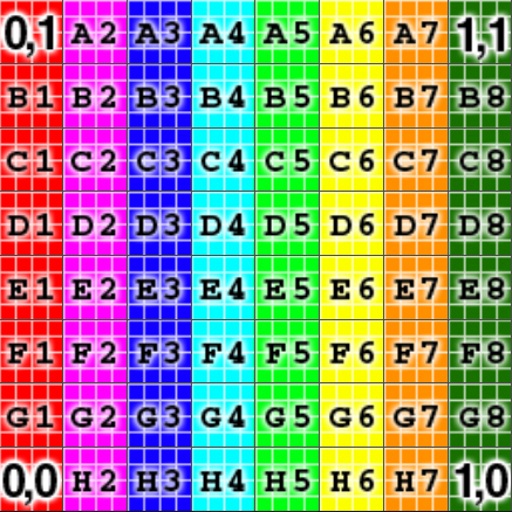 0,1 A2 A3 A4 A5 A6 A7 1,1
B1 B2 B3 B4 B5 B6 B7 B8
C1 C2 C3 C4 C5 C6 C7 C8
D1 D2 D3 D4 D5 D6 D7 D8
E1 E2 E3 E4 E5 E6 E7 E8
F1 F2 F3 F4 F5 F6 F7 F8
G1 G2 G3 G4 G5 G6 G7 G8
0,0 H2 H3 H4 H5 H6 H7 1,0